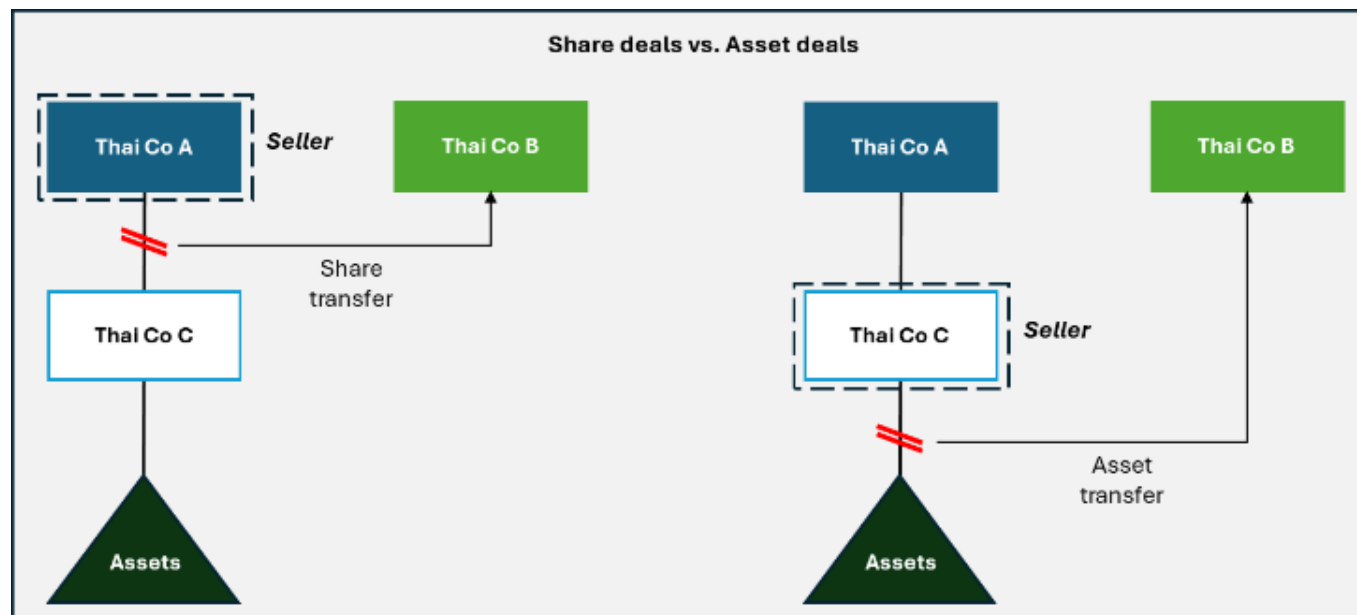 Share deals vs. Asset deals
Thai Co A
Seller
Thai Co B
Share
transfer
Thai Co C
Assets
Thai Co A
Thai Co B
Thai Co C
Seller
Asset
transfer
Assets